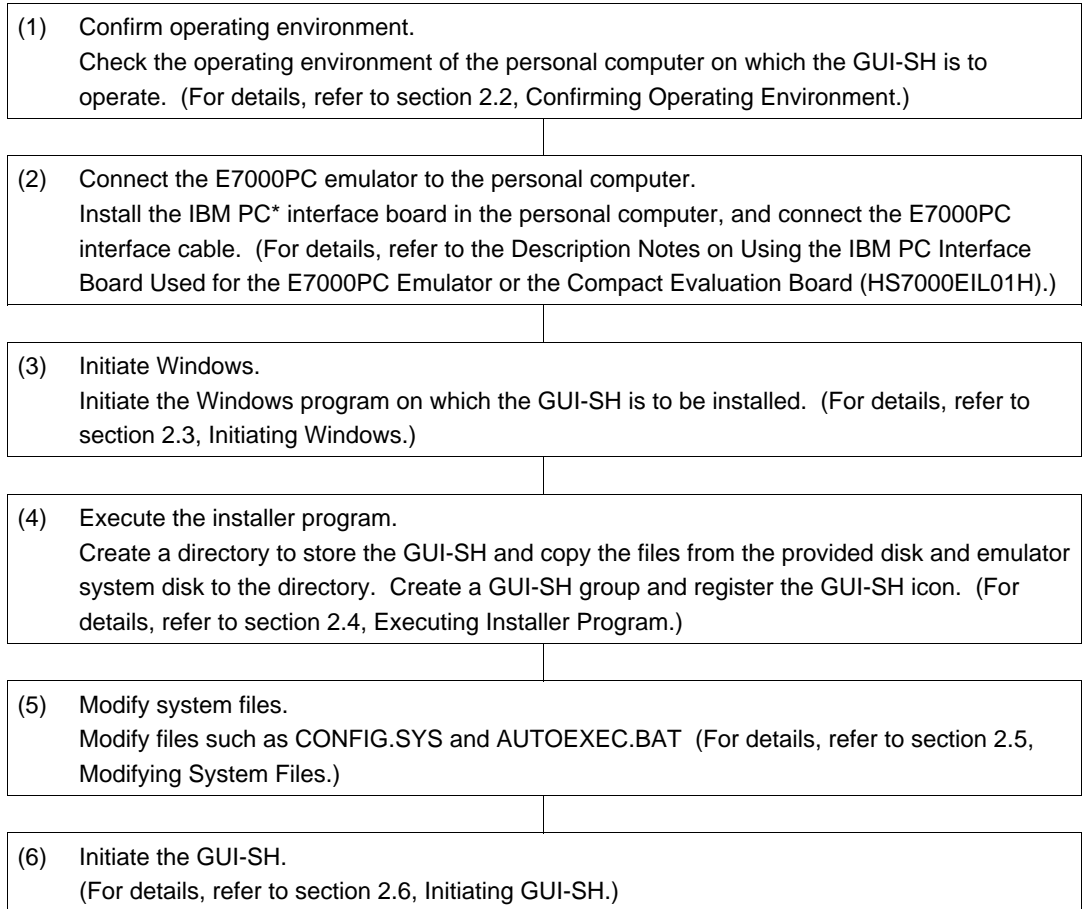 (1) Confirm operating environment.
Check the operating environment of the personal computer on which the GUI-SH is to
operate. (For details, refer to section 2.2, Confirming Operating Environment.)
(2) Connect the E7000PC emulator to the personal computer.
Install the IBM PC* interface board in the personal computer, and connect the E7000PC
interface cable. (For details, refer to the Description Notes on Using the IBM PC Interface
Board Used for the E7000PC Emulator or the Compact Evaluation Board (HS7000EIL01H).)
(3) Initiate Windows.
Initiate the Windows program on which the GUI-SH is to be installed. (For details, refer to
section 2.3, Initiating Windows.)
(4) Execute the installer program.
Create a directory to store the GUI-SH and copy the files from the provided disk and emulator
system disk to the directory. Create a GUI-SH group and register the GUI-SH icon. (For
details, refer to section 2.4, Executing Installer Program.)
(5) Modify system files.
Modify files such as CONFIG.SYS and AUTOEXEC.BAT (For details, refer to section 2.5,
Modifying System Files.)
(6) Initiate the GUI-SH.
(For details, refer to section 2.6, Initiating GUI-SH.)